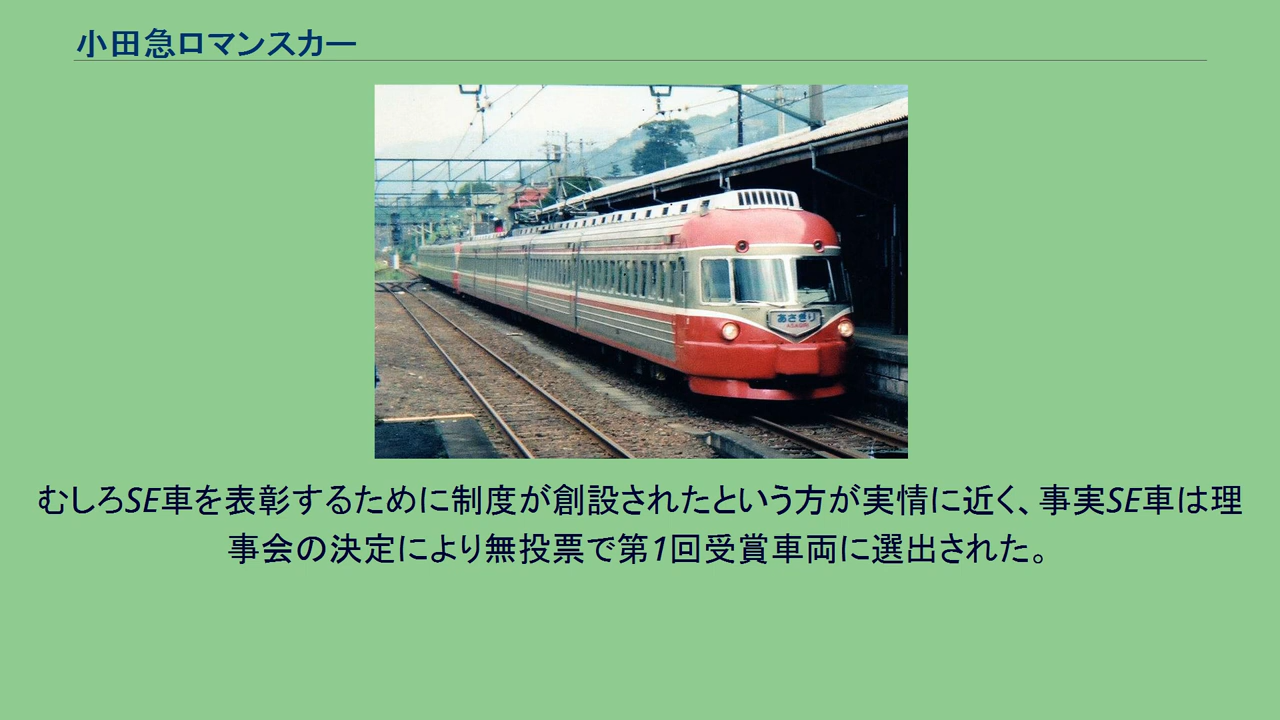 小田急ロマンスカー
あさぎり
ASAGIRI
むしろSE車を表彰するために制度が創設されたという方が実情に近く、事実SE車は理
事会の決定により無投票で第1回受賞車両に選出された。